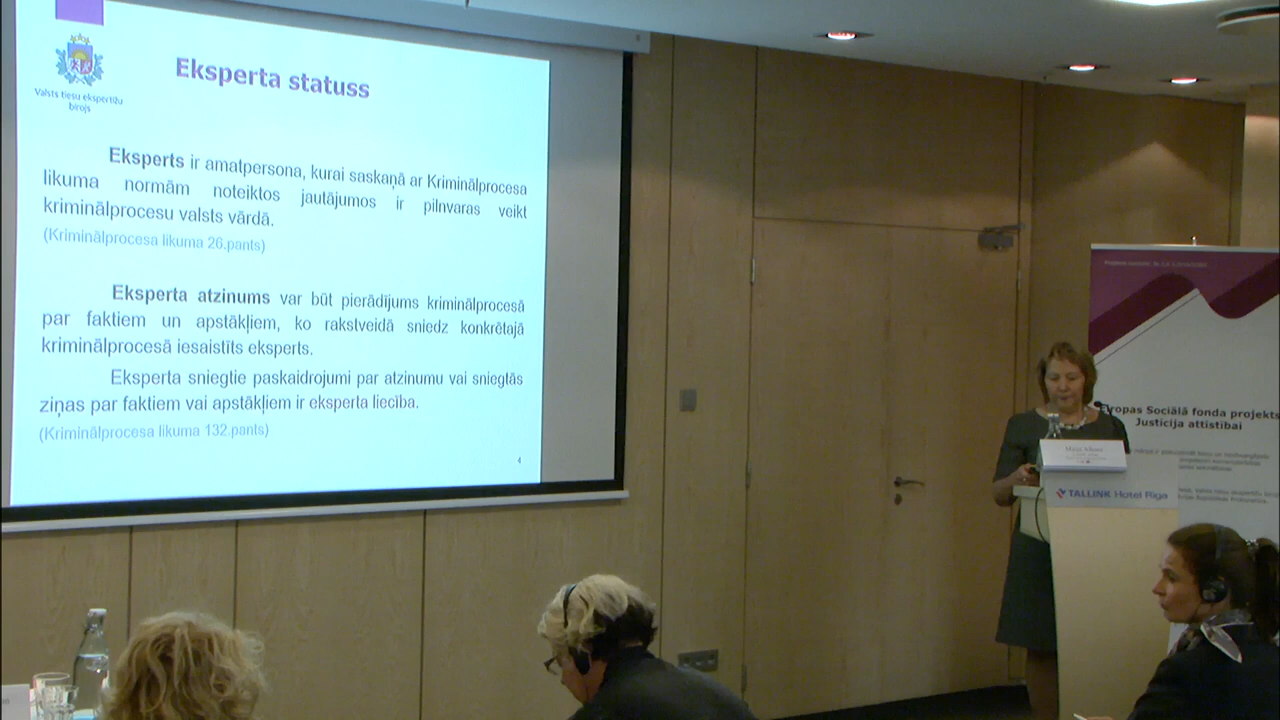 Valsts tiesu ekspertīžu
birojs
Eksperta statuss
Eksperts ir amatpersona, kurai saskaņā ar Kriminālprocesa
likuma normām noteiktos jautājumos ir pilnvaras veikt
kriminālprocesu valsts vārdā.
(Kriminālprocesa likuma 26.pants)
Eksperta atzinums var būt pierādījums kriminālprocesā
par faktiem un apstākļiem, ko rakstveidā sniedz konkrētajā
kriminālprocesā iesaistīts eksperts.
Eksperta sniegtie paskaidrojumi par atzinumu vai sniegtās
ziņas par faktiem vai apstākļiem ir eksperta liecība.
(Kriminālprocesa likuma 132.pants)
4
Sociālā fonda projekts
Justīcija attīstībai
TALLINK Hotel Riga